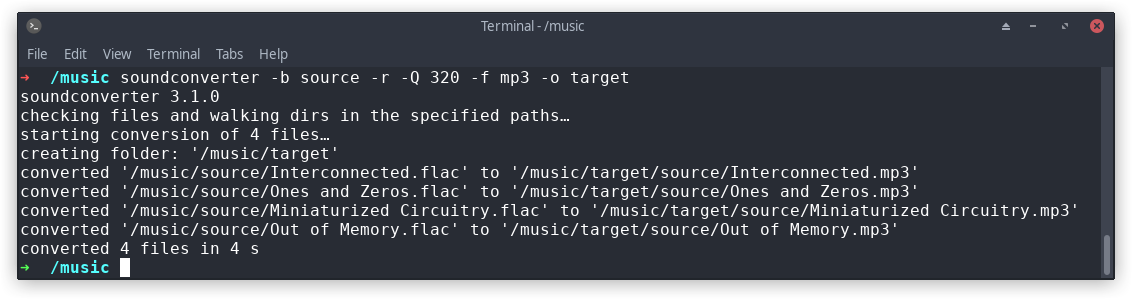 Terminal - /music
File Edit View Terminal Tabs Help
➜ /music soundconverter -b source -r -Q 320 -f mp3 -o target
soundconverter 3.1.0
checking files and walking dirs in the specified paths…
starting conversion of 4 files…
creating folder: '/music/target'
converted '/music/source/Interconnected.flac' to '/music/target/source/Interconnected.mp3'
converted '/music/source/Ones and Zeros.flac' to '/music/target/source/Ones and Zeros.mp3'
converted '/music/source/Miniaturized Circuitry.flac' to '/music/target/source/Miniaturized Circuitry.mp3'
converted '/music/source/Out of Memory.flac' to '/music/target/source/Out of Memory.mp3'
converted 4 files in 4 s
➜ /music